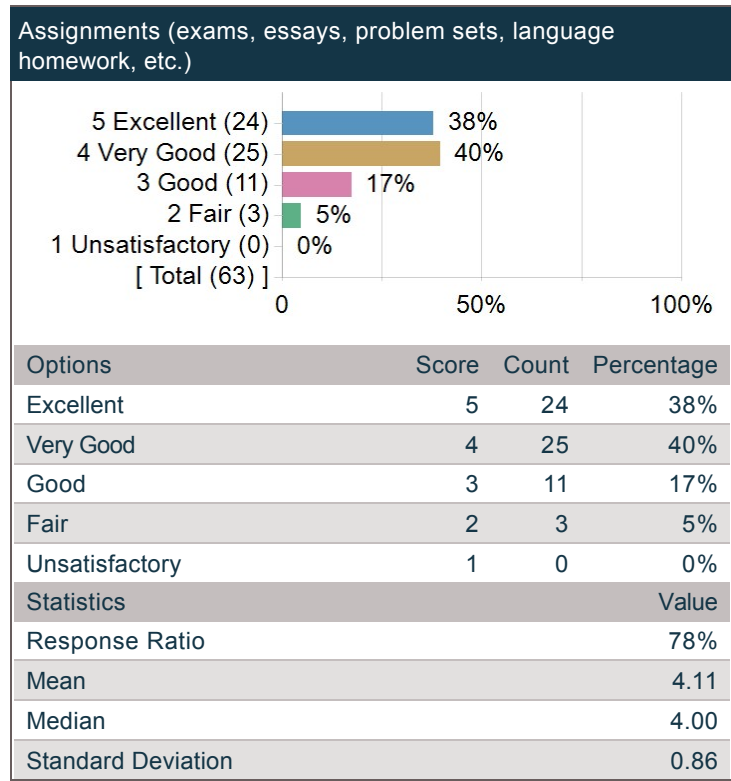 Assignments (exams, essays, problem sets, language
homework, etc.)
5 Excellent (24) 38%
4 Very Good (25) 40%
3 Good (11) 17%
2 Fair (3) 5%
1 Unsatisfactory (0) 0%
[ Total (63) ]
0 50% 100%
Options Score Count Percentage
Excellent 5 24 38%
Very Good 4 25 40%
Good 3 11 17%
Fair 2 3 5%
Unsatisfactory 1 0 0%
Statistics Value
Response Ratio 78%
Mean 4.11
Median 4.00
Standard Deviation 0.86